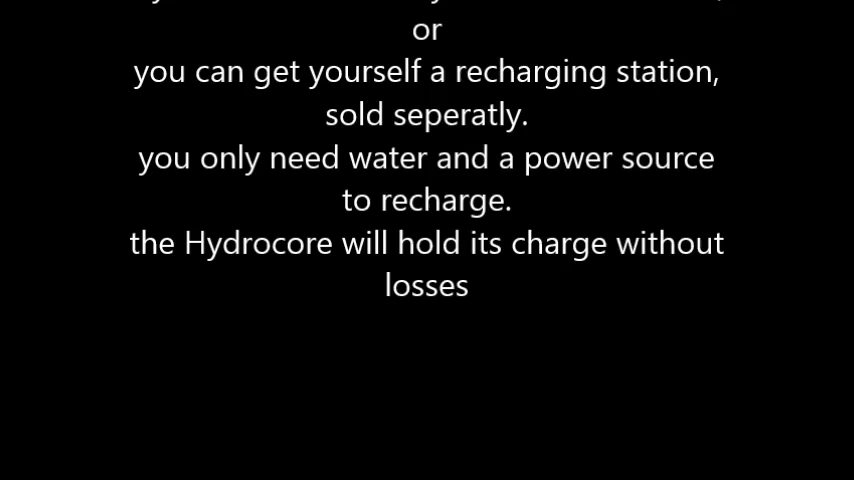 or
you can get yourself a recharging station,
sold seperatly.
you only need water and a power source
to recharge.
the Hydrocore will hold its charge without
losses